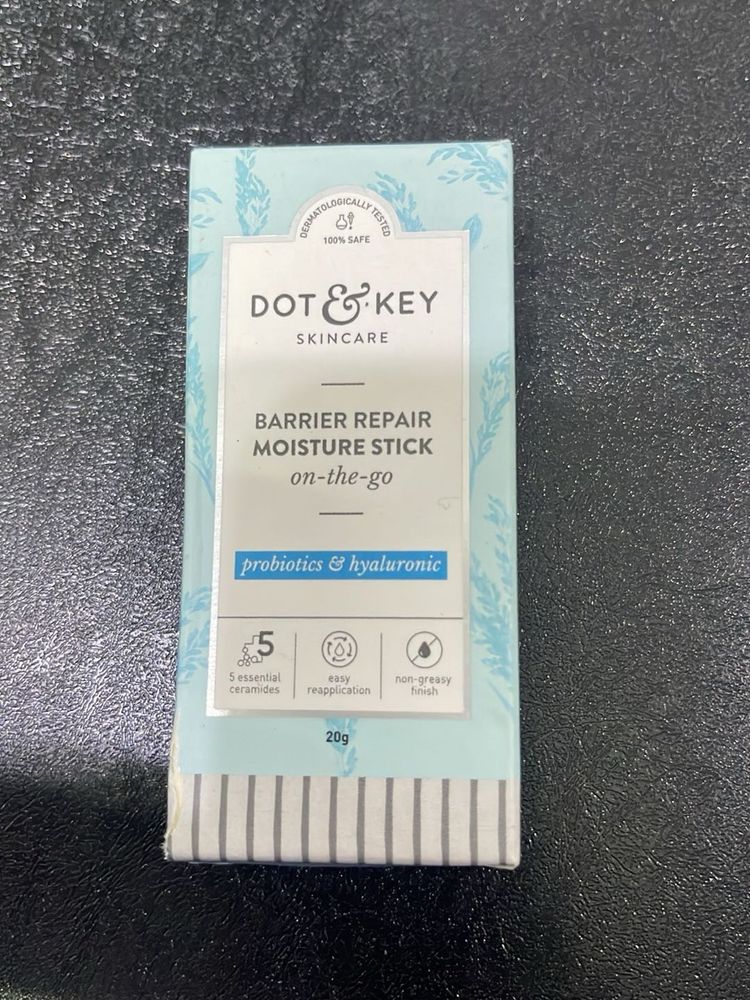 DERMATOLOGICALLY TESTED
100% SAFE
DOT & KEY
SKINCARE
BARRIER REPAIR
MOISTURE STICK
on-the-go
probiotics & hyaluronic
5
5 essential
ceramides
easy
reapplication
non-greasy
finish
20g